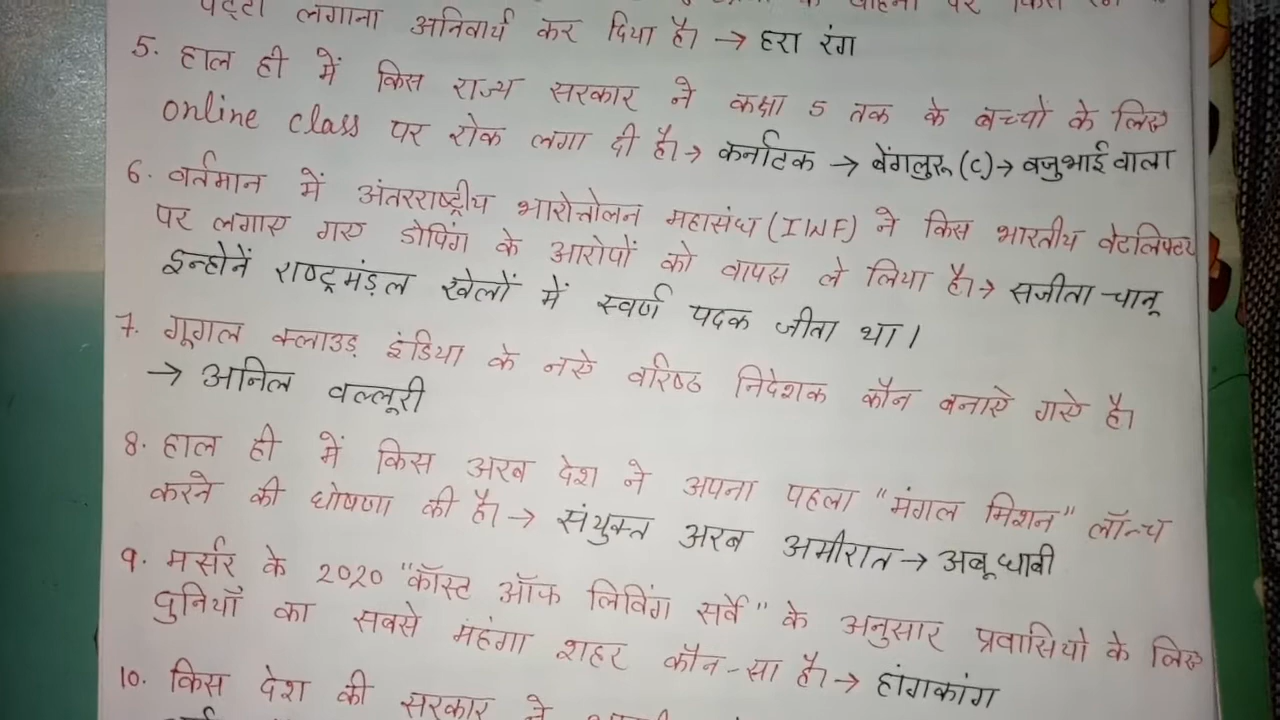 पट्टी लगाना अनिवार्य कर दिया है। → हरा रंग
5. हाल ही में किस राज्य सरकार ने कक्षा 5 तक के बच्चों के लिए
online class पर रोक लगा दी है। → कर्नाटक → बेंगलुरू (C) → वजुभाई वाला
6. वर्तमान में अंतरराष्ट्रीय भारोत्तोलन महासंघ (IWF) ने किस भारतीय वेटलिफ्टर
पर लगाए गए डोपिंग के आरोपों को वापस ले लिया है। → सजीता चानू
इन्होनें राष्ट्रमंड़ल खेलों में स्वर्ण पदक जीता था।
7. गूगल क्लाउड़ इंडिया के नऐ वरिष्ठ निदेशक कौन बनाऐ गऐ है।
→ अनिल वल्लूरी
8. हाल ही में किस अरब देश ने अपना पहला "मंगल मिशन" लॉन्च
करने की घोषणा की है। → संयुक्त अरब अमीरात → अबू धाबी
9. मर्सर के 2020 "कॉस्ट ऑफ लिविंग सर्वे" के अनुसार प्रवासियो के लिए
दुनियाँ का सबसे महंगा शहर कौन-सा है। → हांगकांग
10. किस देश की सरकार ने